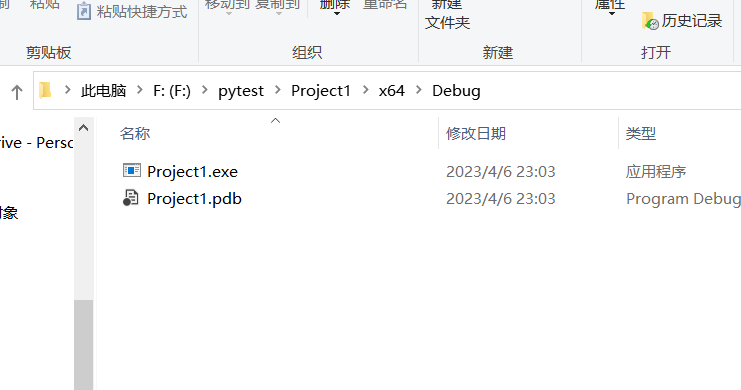 粘贴
粘贴快捷方式
移动到 复制到
删除
重命名
新建
文件夹
属性
历史记录
剪贴板
组织
新建
打开
此电脑 F: (F:) pytest Project1 x64 Debug
名称
修改日期
类型
Project1.exe
2023/4/6 23:03
应用程序
Project1.pdb
2023/4/6 23:03
Program Debug
rive - Perso
对象